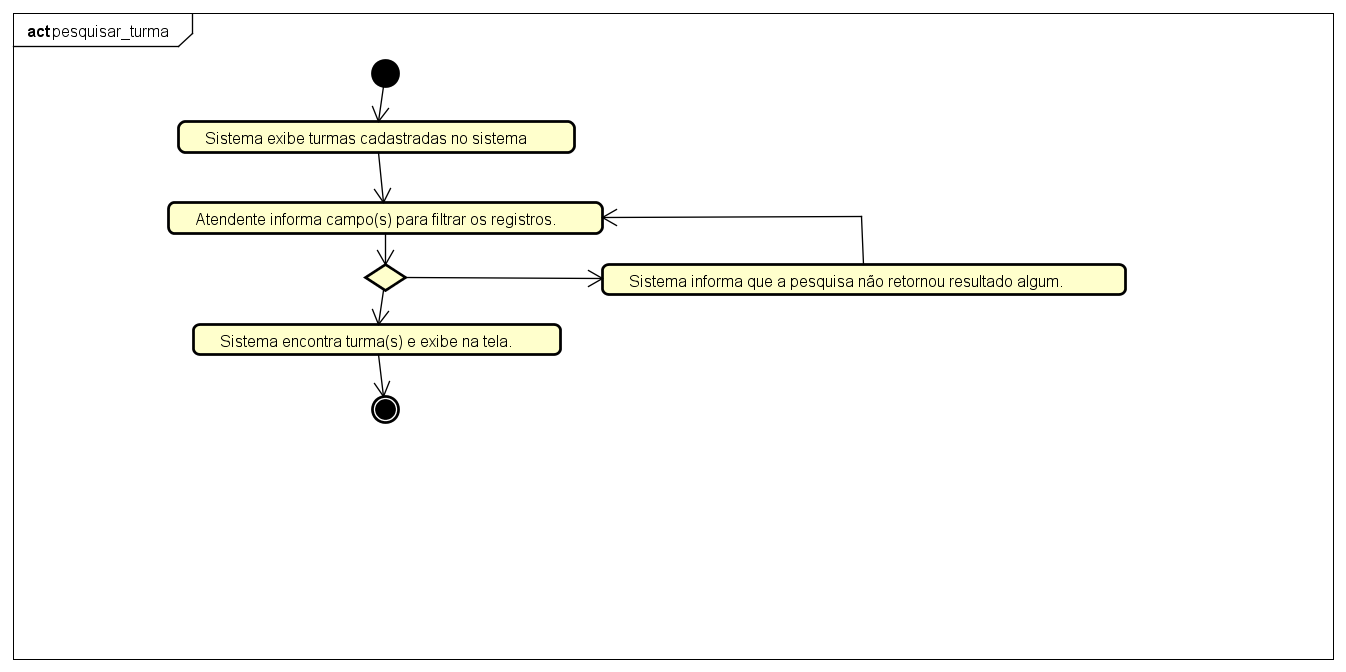 act pesquisar_turma
Sistema exibe turmas cadastradas no sistema
Atendente informa campo(s) para filtrar os registros.
Sistema informa que a pesquisa não retornou resultado algum.
Sistema encontra turma(s) e exibe na tela.